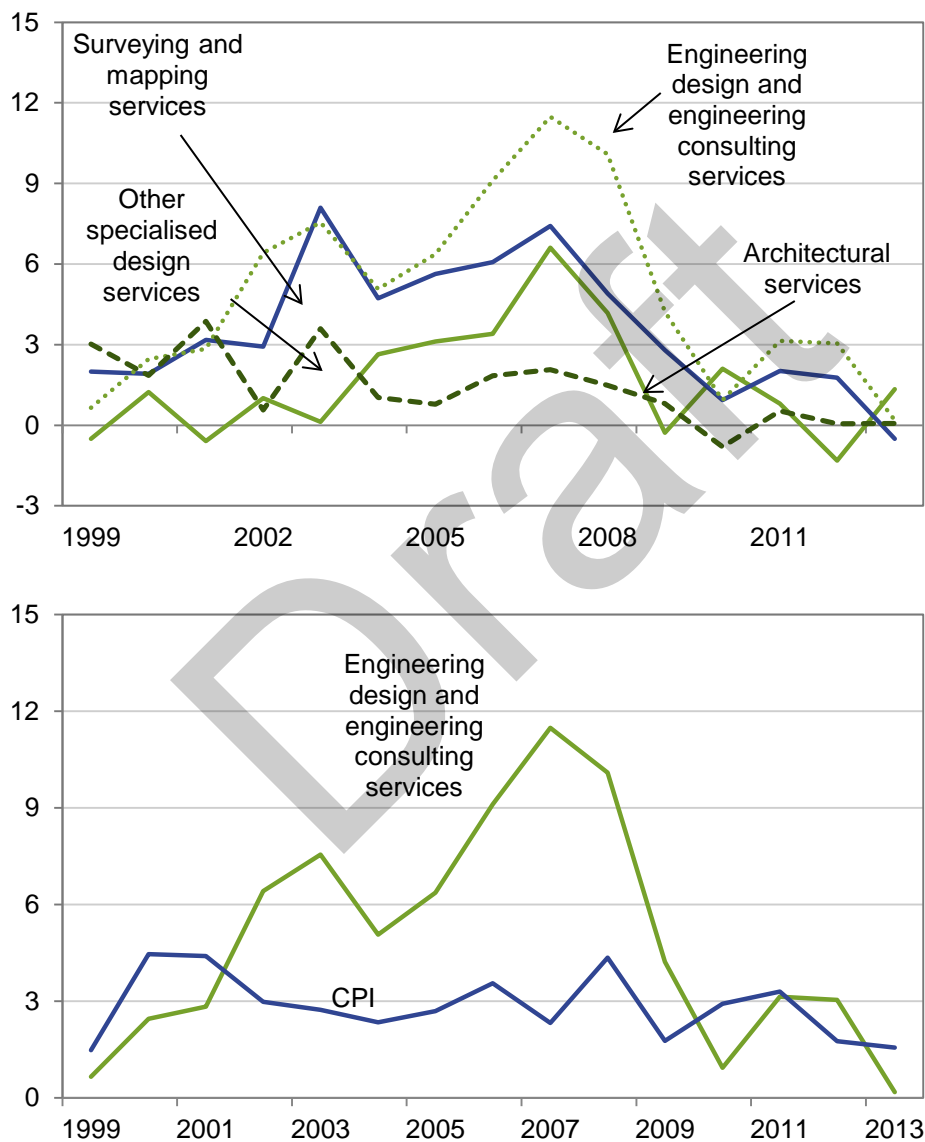 15
12
9
6
3
0
-3
Surveying and
mapping
services
Other
specialised
design
services
Engineering
design and
engineering
consulting
services
Architectural
services
1999 2002 2005 2008 2011
Draft
15
12
9
6
3
0
Engineering
design and
engineering
consulting
services
CPI
1999 2001 2003 2005 2007 2009 2011 2013